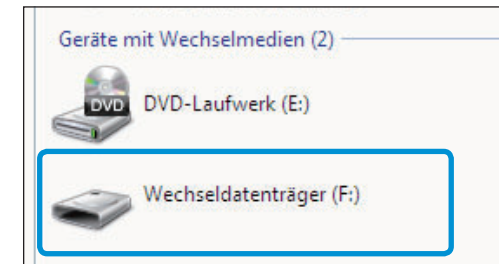 Geräte mit Wechselmedien (2)
DVD
DVD-Laufwerk (E:)
Wechseldatenträger (F:)